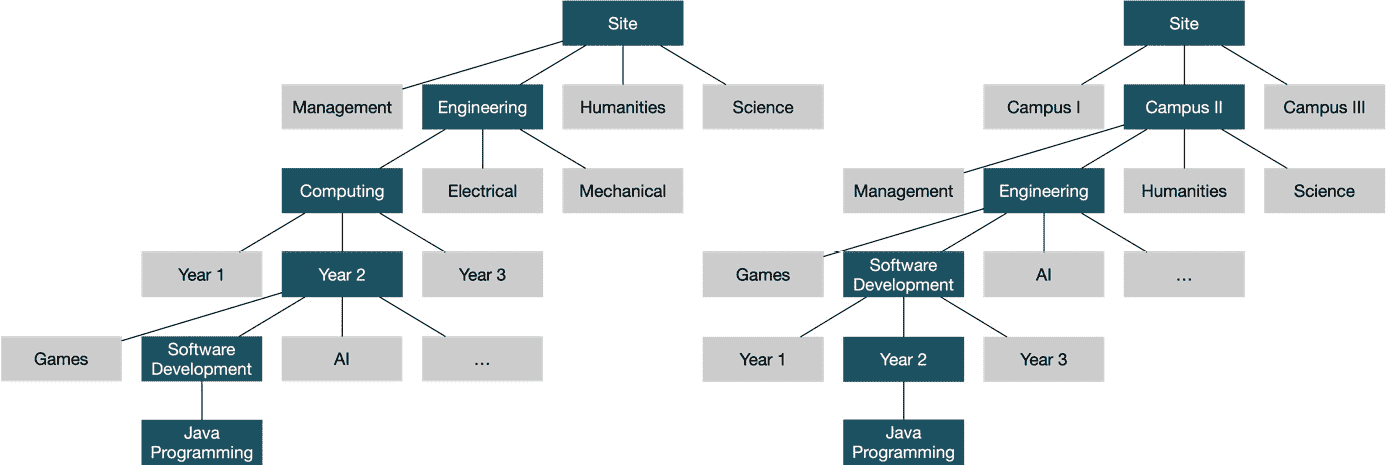 Site
Management
Engineering
Humanities
Science
Computing
Electrical
Mechanical
Year 1
Year 2
Year 3
Games
Software
Development
AI
...
Java
Programming
Site
Campus I
Campus II
Campus III
Management
Engineering
Humanities
Science
Games
Software
Development
AI
...
Year 1
Year 2
Year 3
Java
Programming